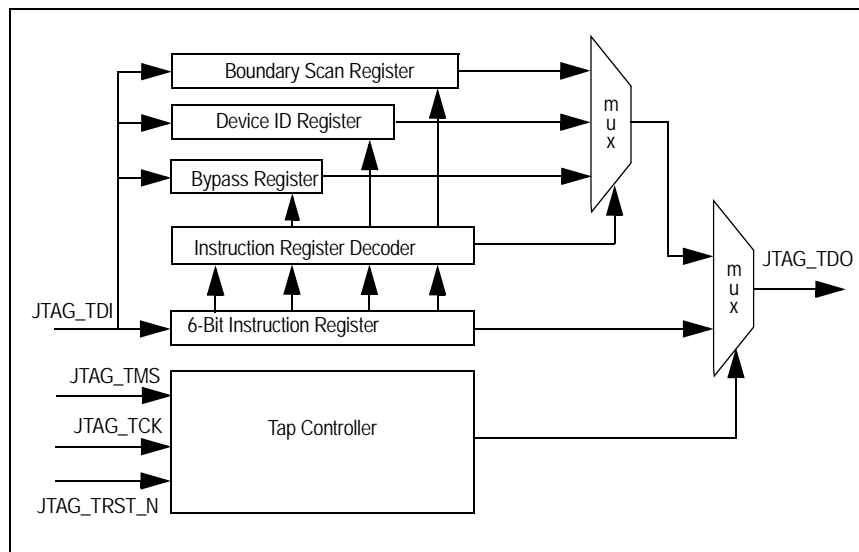 Boundary Scan Register
m
u
x
Device ID Register
Bypass Register
Instruction Register Decoder
m
u
x
JTAG_TDO
JTAG_TDI
6-Bit Instruction Register
JTAG_TMS
JTAG_TCK
Tap Controller
JTAG_TRST_N